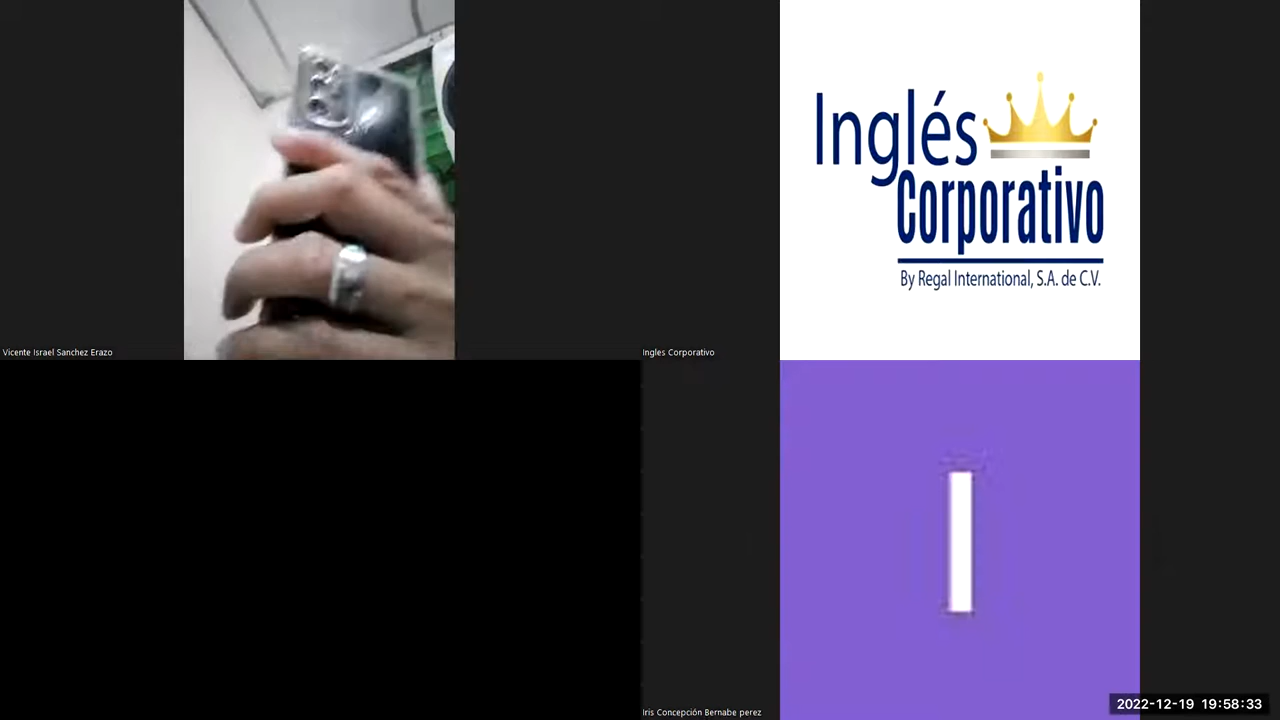 Vicente Israel Sanchez Erazo
Inglés
Corporativo
By Regal International, S.A. de C.V.
Ingles Corporativo
I
Iris Concepción Bernabe perez
2022-12-19 19:58:33